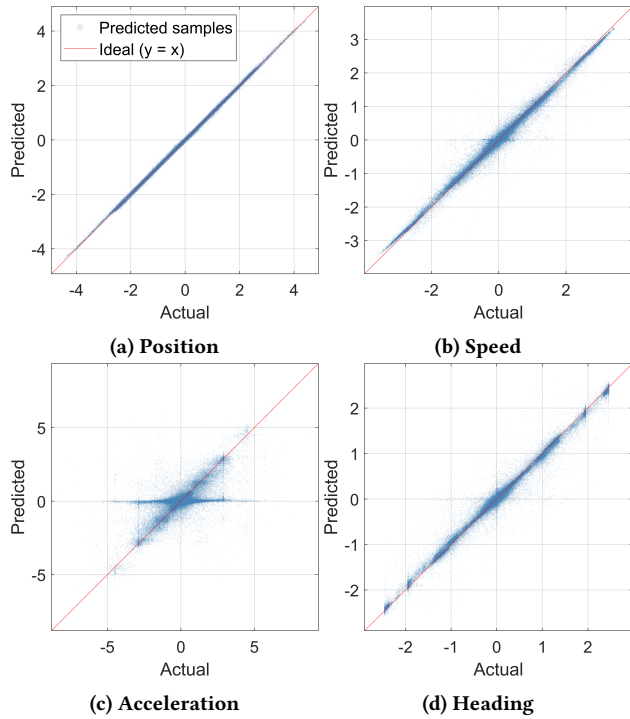 4
2
0
-2
-4
Predicted
Predicted samples
Ideal (y = x)
-4 -2 0 2 4
Actual
(a) Position
3
2
1
0
-1
-2
-3
Predicted
-2 0 2
Actual
(b) Speed
5
0
-5
Predicted
-5 0 5
Actual
(c) Acceleration
2
1
0
-1
-2
Predicted
-2 -1 0 1 2
Actual
(d) Heading